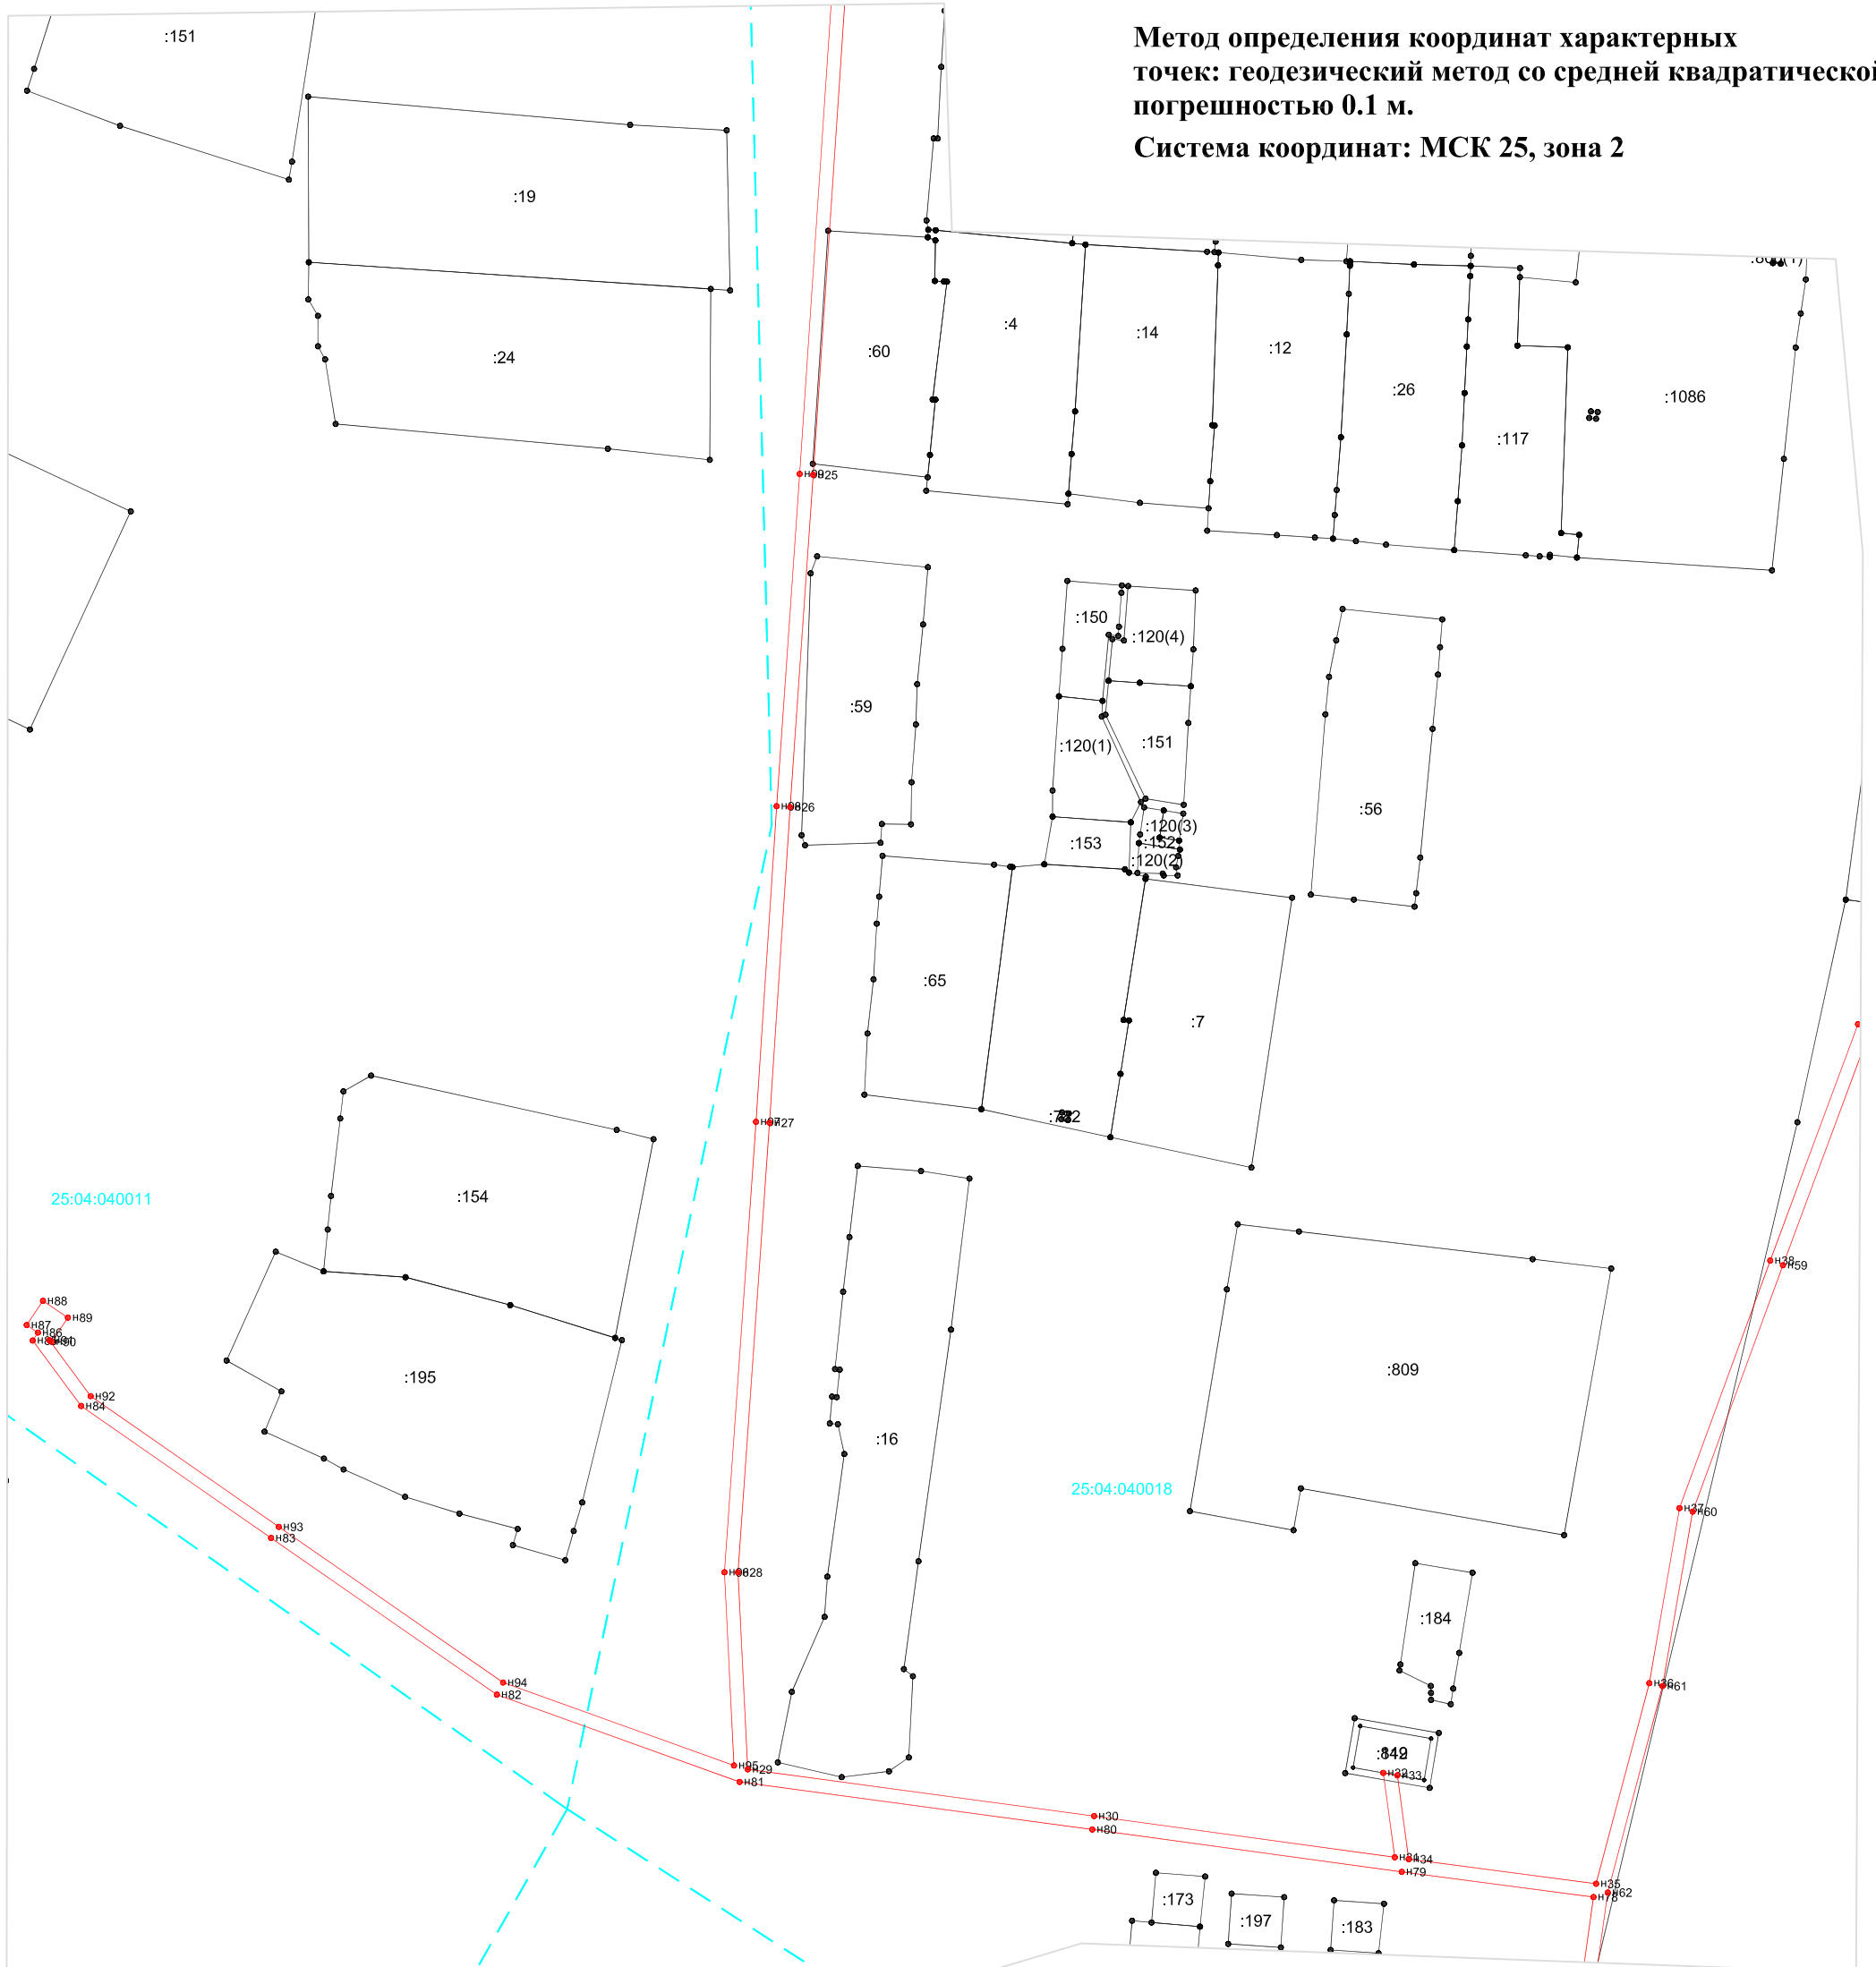 Метод определения координат характерных
точек: геодезический метод со средней квадратической
погрешностью 0.1 м.
Система координат: МСК 25, зона 2
:151
:19
:24
:60
:4
:14
:12
:26
:117
:1086
н25
:150
:120(4)
:59
:120(1)
:151
:56
н26
:120(3)
:153
:152
:120(2)
:65
:7
н27
25:04:040011
:154
н38
н59
н88
н89
н87
н86
н90
:195
:809
н92
н84
:16
25:04:040018
н37
н60
н93
н83
н28
:184
н94
н82
н36
н61
н95
н29
н81
н32
н33
н30
н80
н31
н34
н79
н35
н78
н62
:173
:197
:183